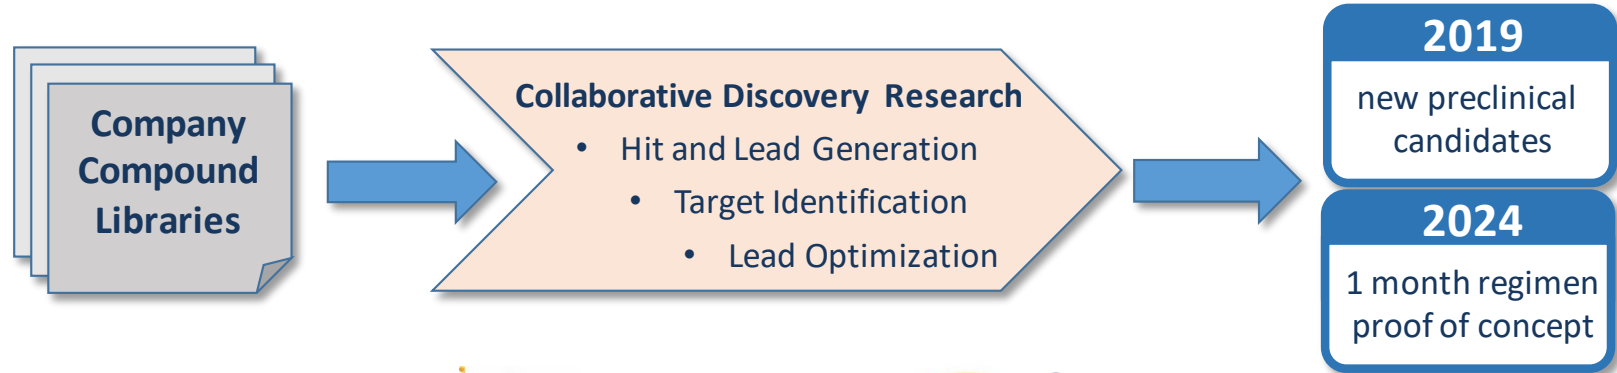 Company
Compound
Libraries
Collaborative Discovery Research
• Hit and Lead Generation
• Target Identification
• Lead Optimization
2019
new preclinical
candidates
2024
1 month regimen
proof of concept